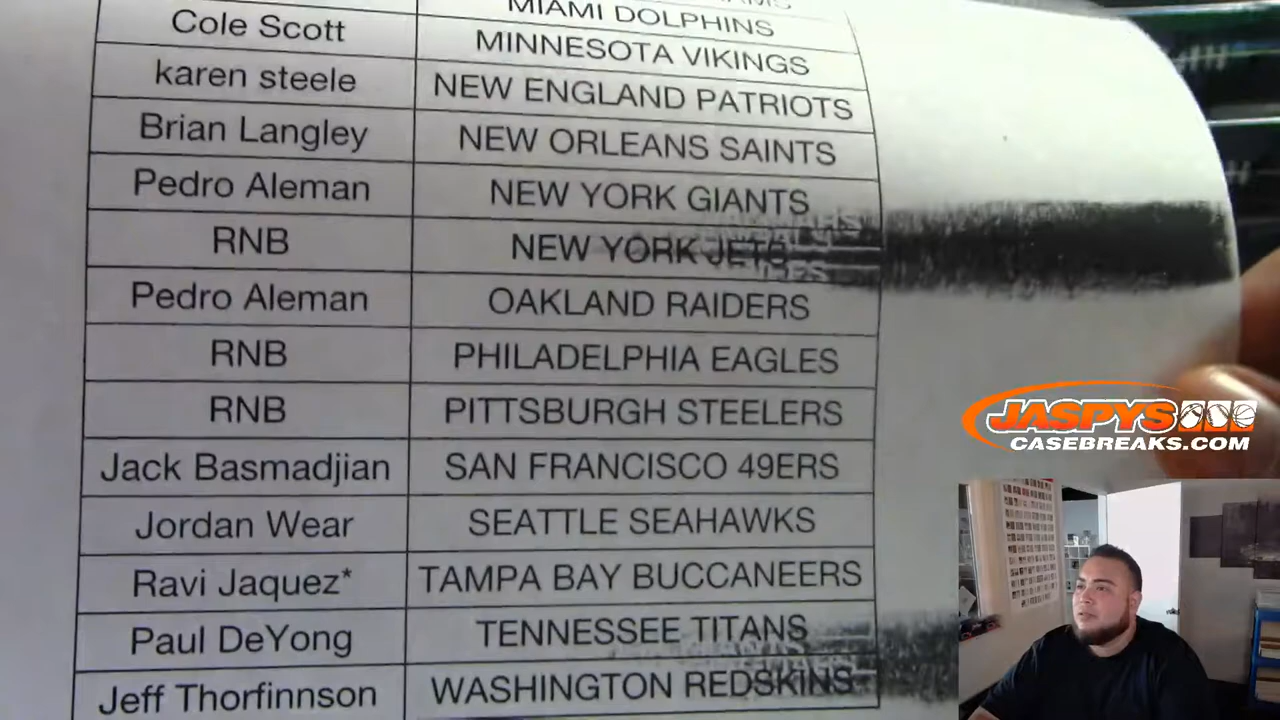 MIAMI DOLPHINS
Cole Scott MINNESOTA VIKINGS
karen steele NEW ENGLAND PATRIOTS
Brian Langley NEW ORLEANS SAINTS
Pedro Aleman NEW YORK GIANTS
RNB NEW YORK JETS
Pedro Aleman OAKLAND RAIDERS
RNB PHILADELPHIA EAGLES
RNB PITTSBURGH STEELERS
Jack Basmadjian SAN FRANCISCO 49ERS
Jordan Wear SEATTLE SEAHAWKS
Ravi Jaquez* TAMPA BAY BUCCANEERS
Paul DeYong TENNESSEE TITANS
Jeff Thorfinnson WASHINGTON REDSKINS
JASPYS
CASEBREAKS.COM